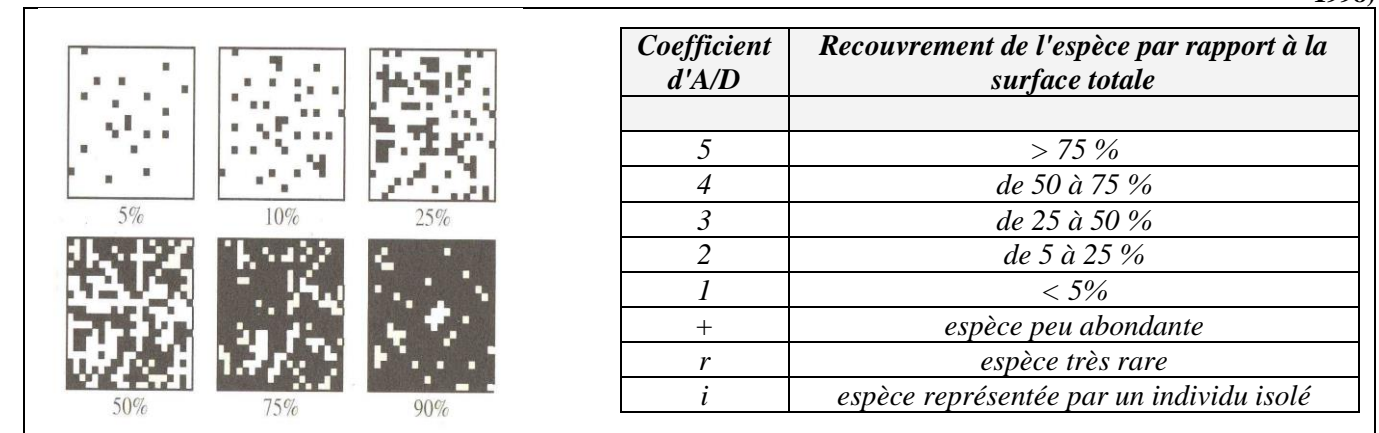 1998)
5% 10% 25%
50% 75% 90%
Coefficient d'A/D Recouvrement de l'espèce par rapport à la surface totale
5 > 75 %
4 de 50 à 75 %
3 de 25 à 50 %
2 de 5 à 25 %
1 < 5%
+ espèce peu abondante
r espèce très rare
i espèce représentée par un individu isolé